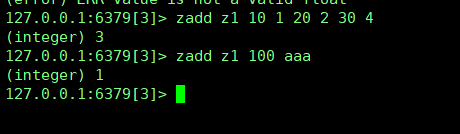 (error) ERR value is not a valid float
127.0.0.1:6379[3]> zadd z1 10 1 20 2 30 4
(integer) 3
127.0.0.1:6379[3]> zadd z1 100 aaa
(integer) 1
127.0.0.1:6379[3]>